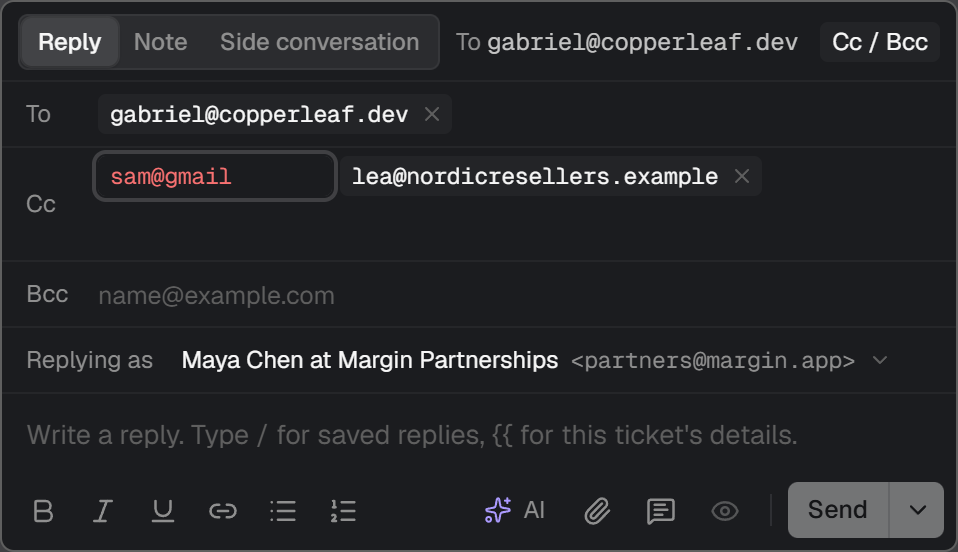 Reply Note Side conversation To gabriel@copperleaf.dev Cc / Bcc
To gabriel@copperleaf.dev
Cc sam@gmail lea@nordicresellers.example
Bcc name@example.com
Replying as Maya Chen at Margin Partnerships <partners@margin.app>
Write a reply. Type / for saved replies, {{ for this ticket's details.
AI Send